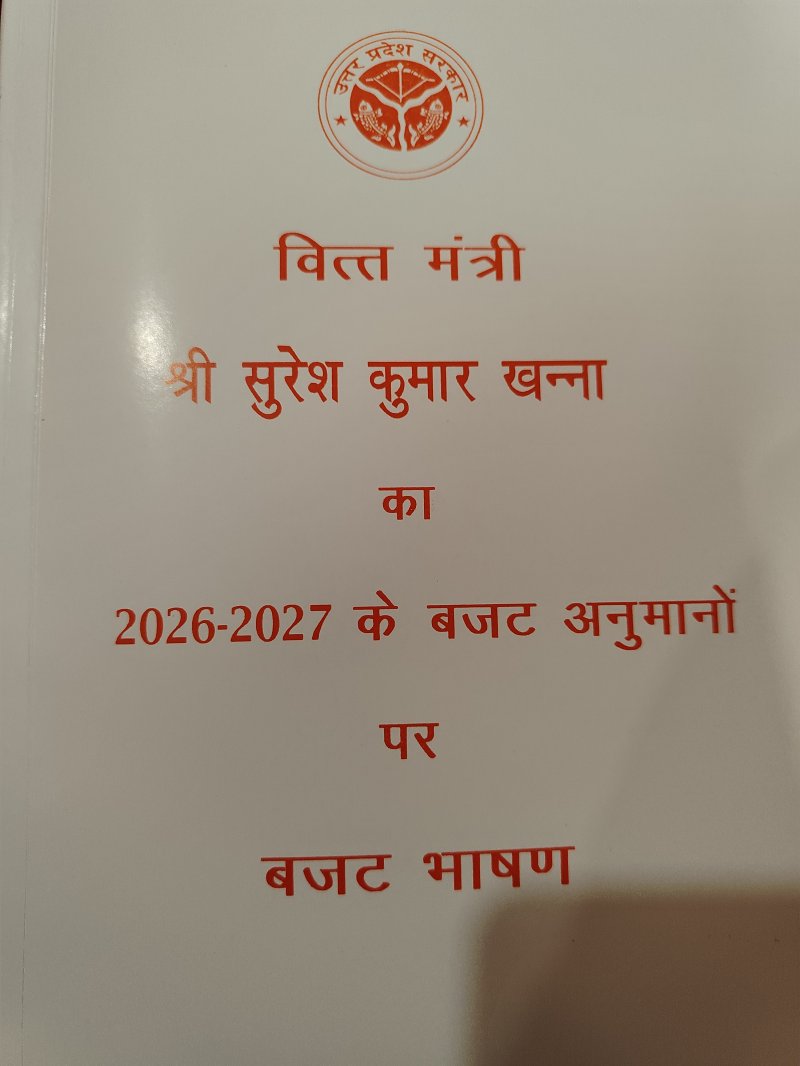 उत्तर प्रदेश सरकार
वित्त मंत्री
श्री सुरेश कुमार खन्ना
का
2026-2027 के बजट अनुमानों
पर
बजट भाषण